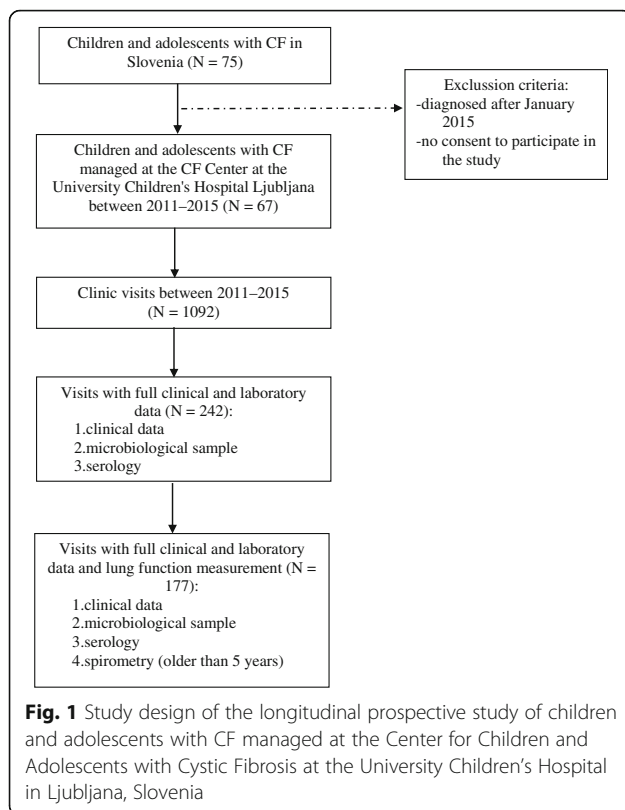 Children and adolescents with CF in
Slovenia (N = 75)
Exclussion criteria:
-diagnosed after January
2015
-no consent to participate in
the study
Children and adolescents with CF
managed at the CF Center at the
University Children's Hospital Ljubljana
between 2011–2015 (N = 67)
Clinic visits between 2011–2015
(N = 1092)
Visits with full clinical and laboratory
data (N = 242):
1.clinical data
2.microbiological sample
3.serology
Visits with full clinical and laboratory
data and lung function measurement (N =
177):
1.clinical data
2.microbiological sample
3.serology
4.spirometry (older than 5 years)
Fig. 1 Study design of the longitudinal prospective study of children
and adolescents with CF managed at the Center for Children and
Adolescents with Cystic Fibrosis at the University Children's Hospital
in Ljubljana, Slovenia